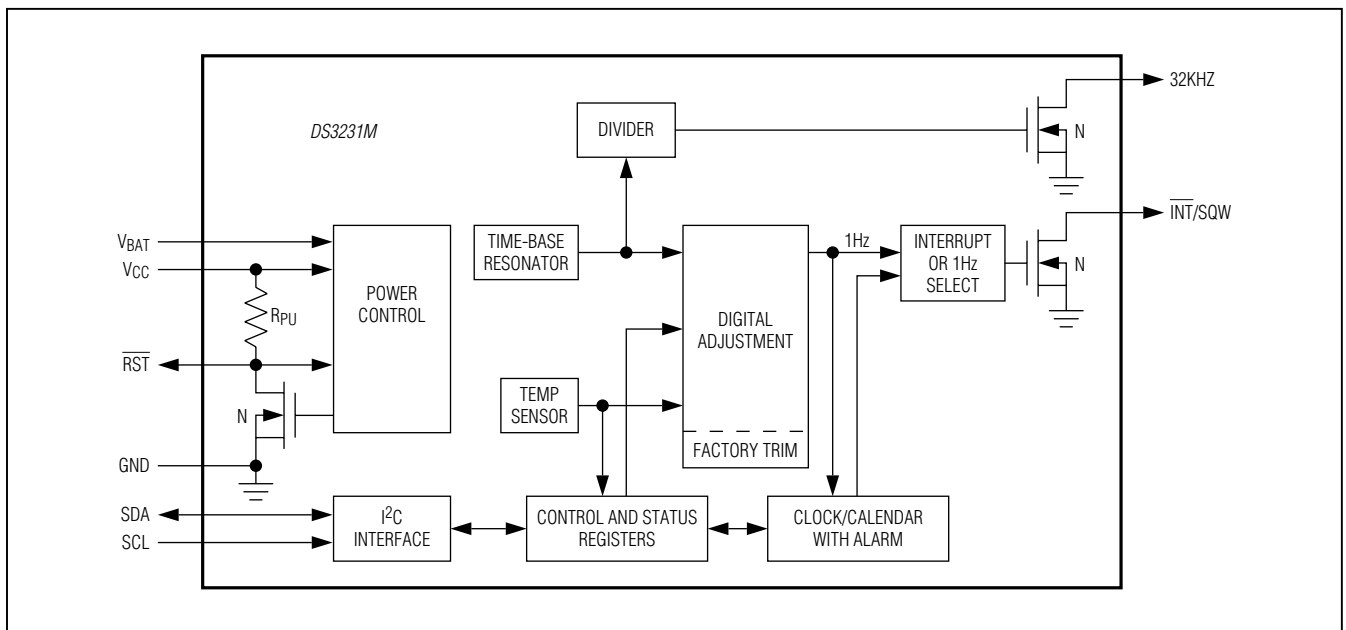 32KHZ
DS3231M
DIVIDER
N
INT/SQW
VBAT
VCC
TIME-BASE
RESONATOR
1Hz
INTERRUPT
OR 1Hz
SELECT
N
POWER
CONTROL
RPU
DIGITAL
ADJUSTMENT
RST
TEMP
SENSOR
N
FACTORY TRIM
GND
SDA
SCL
I2C
INTERFACE
CONTROL AND STATUS
REGISTERS
CLOCK/CALENDAR
WITH ALARM